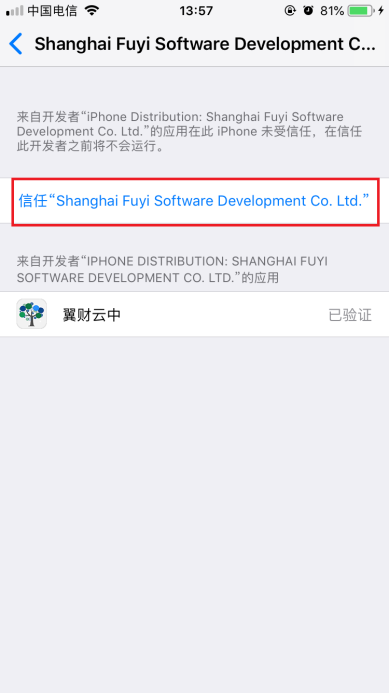 中国电信 13:57 81%
Shanghai Fuyi Software Development C...
来自开发者“iPhone Distribution: Shanghai Fuyi Software
Development Co. Ltd.”的应用在此 iPhone 未受信任，在信任
此开发者之前将不会运行。
信任“Shanghai Fuyi Software Development Co. Ltd.”
来自开发者“IPHONE DISTRIBUTION: SHANGHAI FUYI
SOFTWARE DEVELOPMENT CO. LTD.”的应用
翼财云中 已验证